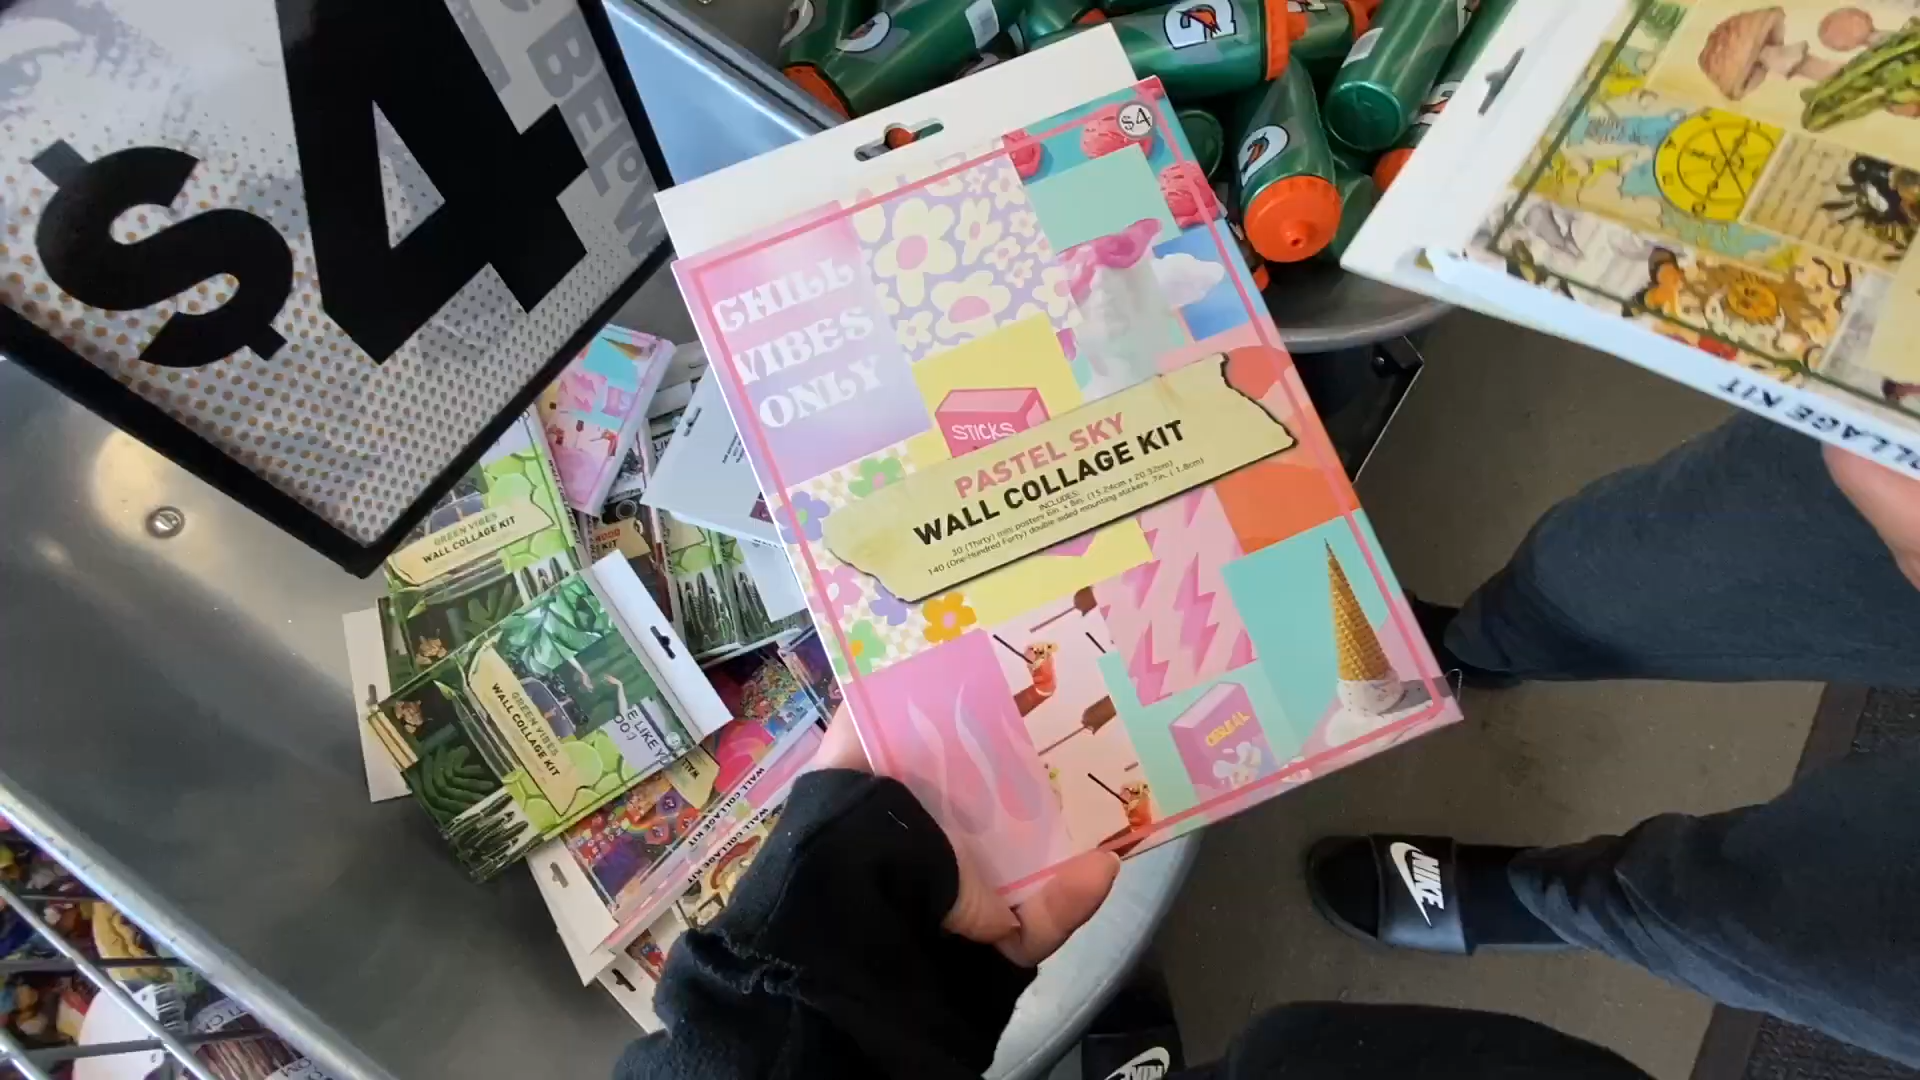 $4
BELOW
$4
CHILL
VIBES
ONLY
STICKS
PASTEL SKY
WALL COLLAGE KIT
INCLUDES:
30 (Thirty) mini posters 6in. x 8in. (15.24cm x 20.32cm)
140 (One-Hundred Forty) double sided mounting stickers .7in. (1.8cm)
CEREAL
GREEN VIBES
WALL COLLAGE KIT
GREEN VIBES
WALL COLLAGE KIT
WALL COLLAGE KIT
WALL COLLAGE KIT
NIKE